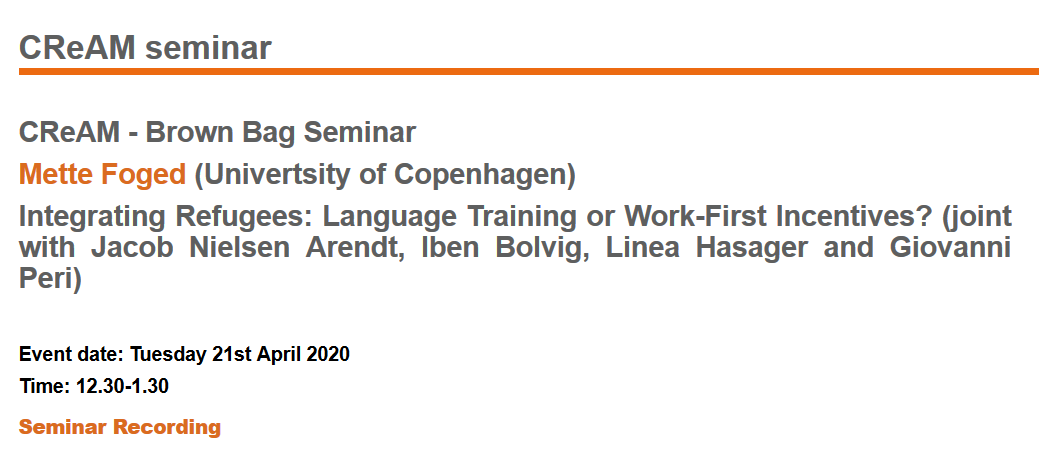 CReAM seminar
CReAM - Brown Bag Seminar
Mette Foged (Univertsity of Copenhagen)
Integrating Refugees: Language Training or Work-First Incentives? (joint
with Jacob Nielsen Arendt, Iben Bolvig, Linea Hasager and Giovanni
Peri)
Event date: Tuesday 21st April 2020
Time: 12.30-1.30
Seminar Recording